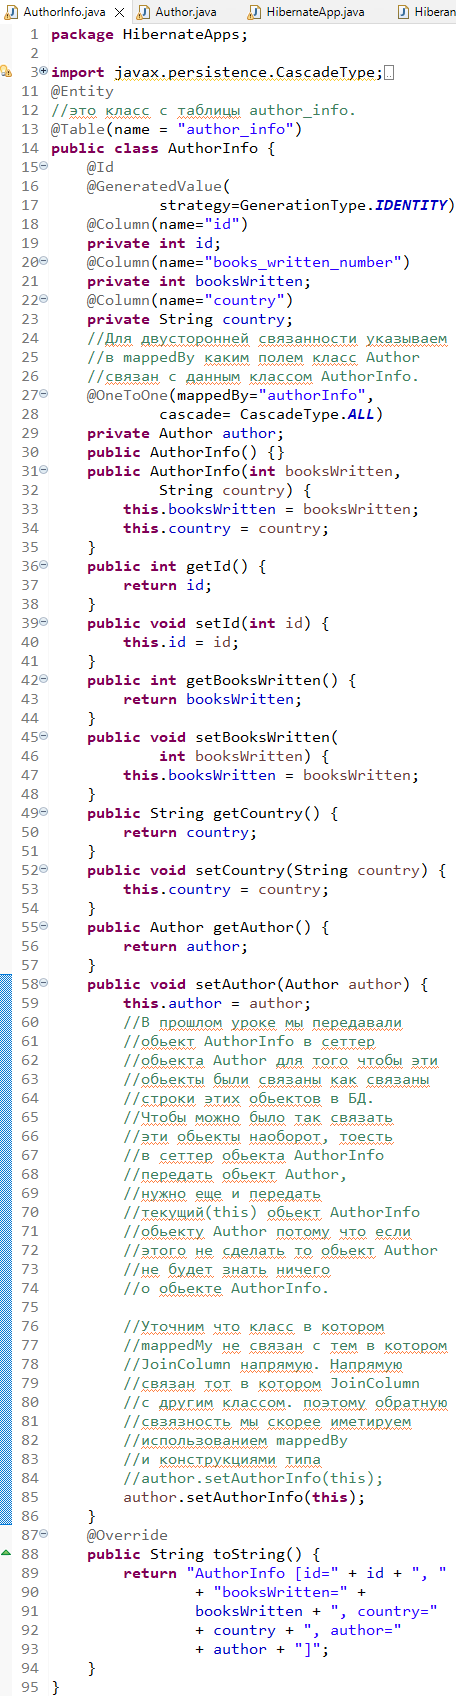 AuthorInfo.java Author.java HibernateApp.java Hiberan
1 package HibernateApps;
2
3 import javax.persistence.CascadeType;
11 @Entity
12 //это класс с таблицы author_info.
13 @Table(name = "author_info")
14 public class AuthorInfo {
15 @Id
16 @GeneratedValue(
17 strategy=GenerationType.IDENTITY)
18 @Column(name="id")
19 private int id;
20 @Column(name="books_written_number")
21 private int booksWritten;
22 @Column(name="country")
23 private String country;
24 //Для двусторонней связанности указываем
25 //в mappedBy каким полем класс Author
26 //связан с данным классом AuthorInfo.
27 @OneToOne(mappedBy="authorInfo",
28 cascade= CascadeType.ALL)
29 private Author author;
30 public AuthorInfo() {}
31 public AuthorInfo(int booksWritten,
32 String country) {
33 this.booksWritten = booksWritten;
34 this.country = country;
35 }
36 public int getId() {
37 return id;
38 }
39 public void setId(int id) {
40 this.id = id;
41 }
42 public int getBooksWritten() {
43 return booksWritten;
44 }
45 public void setBooksWritten(
46 int booksWritten) {
47 this.booksWritten = booksWritten;
48 }
49 public String getCountry() {
50 return country;
51 }
52 public void setCountry(String country) {
53 this.country = country;
54 }
55 public Author getAuthor() {
56 return author;
57 }
58 public void setAuthor(Author author) {
59 this.author = author;
60 //В прошлом уроке мы передавали
61 //обьект AuthorInfo в сеттер
62 //обьекта Author для того чтобы эти
63 //обьекты были связаны как связаны
64 //строки этих обьектов в БД.
65 //Чтобы можно было так связать
66 //эти обьекты наоборот, тоесть
67 //в сеттер обьекта AuthorInfo
68 //передать обьект Author,
69 //нужно еще и передать
70 //текущий(this) обьект AuthorInfo
71 //обьекту Author потому что если
72 //этого не сделать то обьект Author
73 //не будет знать ничего
74 //о обьекте AuthorInfo.
75
76 //Уточним что класс в котором
77 //mappedMy не связан с тем в котором
78 //JoinColumn напрямую. Напрямую
79 //связан тот в котором JoinColumn
80 //с другим классом. поэтому обратную
81 //свзязность мы скорее иметируем
82 //использованием mappedBy
83 //и конструкциями типа
84 //author.setAuthorInfo(this);
85 author.setAuthorInfo(this);
86 }
87 @Override
88 public String toString() {
89 return "AuthorInfo [id=" + id + ", "
90 + "booksWritten=" +
91 booksWritten + ", country="
92 + country + ", author="
93 + author + "]";
94 }
95 }